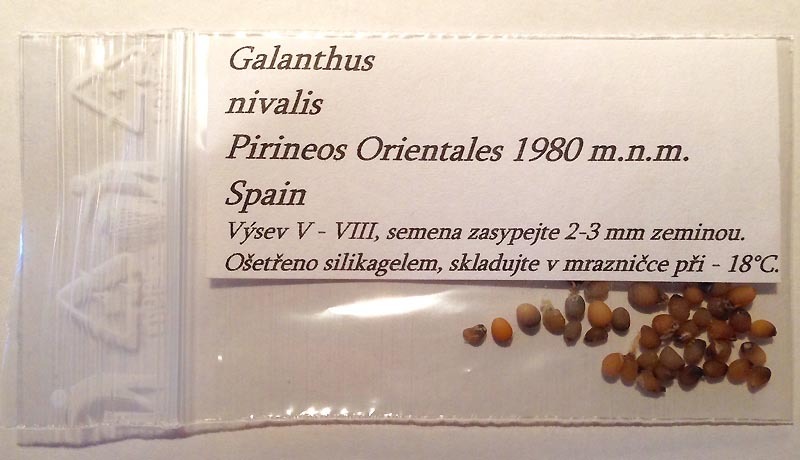 Galanthus
nivalis
Pirineos Orientales 1980 m.n.m.
Spain
Výsev V - VIII, semena zasypejte 2-3 mm zeminou.
Ošetřeno silikagelem, skladujte v mrazničce při - 18°C.